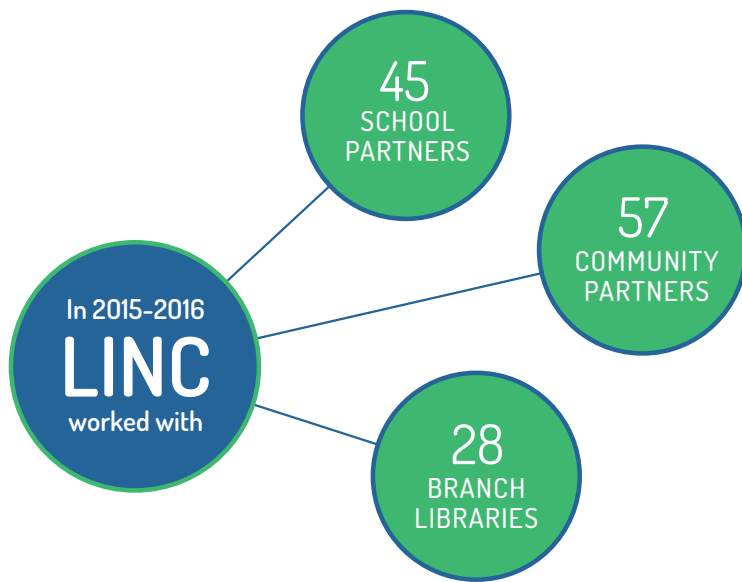 In 2015-2016
LINC
worked with
45
SCHOOL
PARTNERS
57
COMMUNITY
PARTNERS
28
BRANCH
LIBRARIES